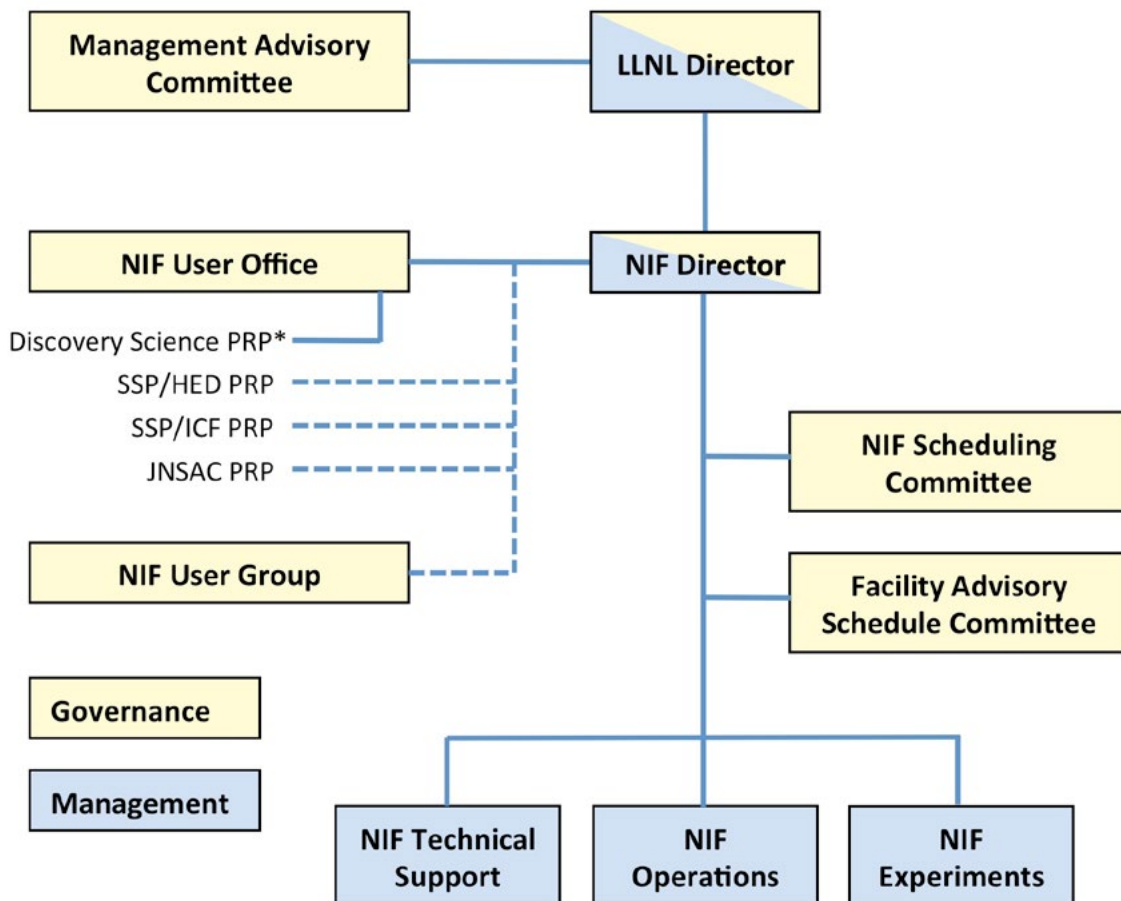 Management Advisory
Committee
LLNL Director
NIF User Office
NIF Director
Discovery Science PRP*
SSP/HED PRP
SSP/ICF PRP
JNSAC PRP
NIF Scheduling
Committee
NIF User Group
Facility Advisory
Schedule Committee
Governance
Management
NIF Technical
Support
NIF
Operations
NIF
Experiments